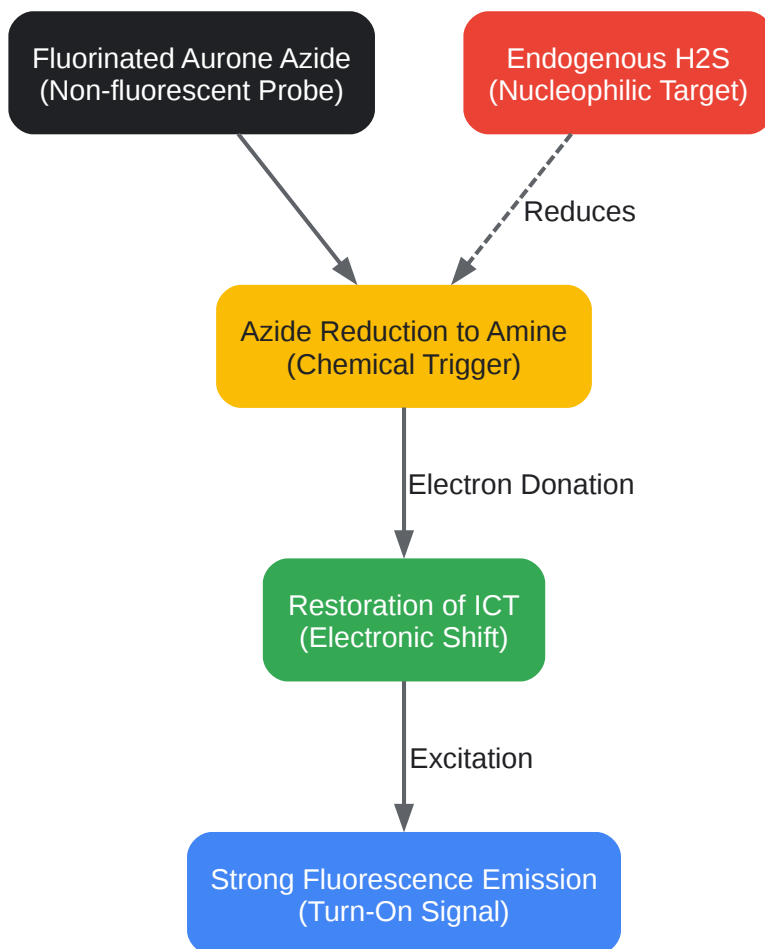 Fluorinated Aurone Azide
(Non-fluorescent Probe)
Endogenous H2S
(Nucleophilic Target)
Reduces
Azide Reduction to Amine
(Chemical Trigger)
Electron Donation
Restoration of ICT
(Electronic Shift)
Excitation
Strong Fluorescence Emission
(Turn-On Signal)